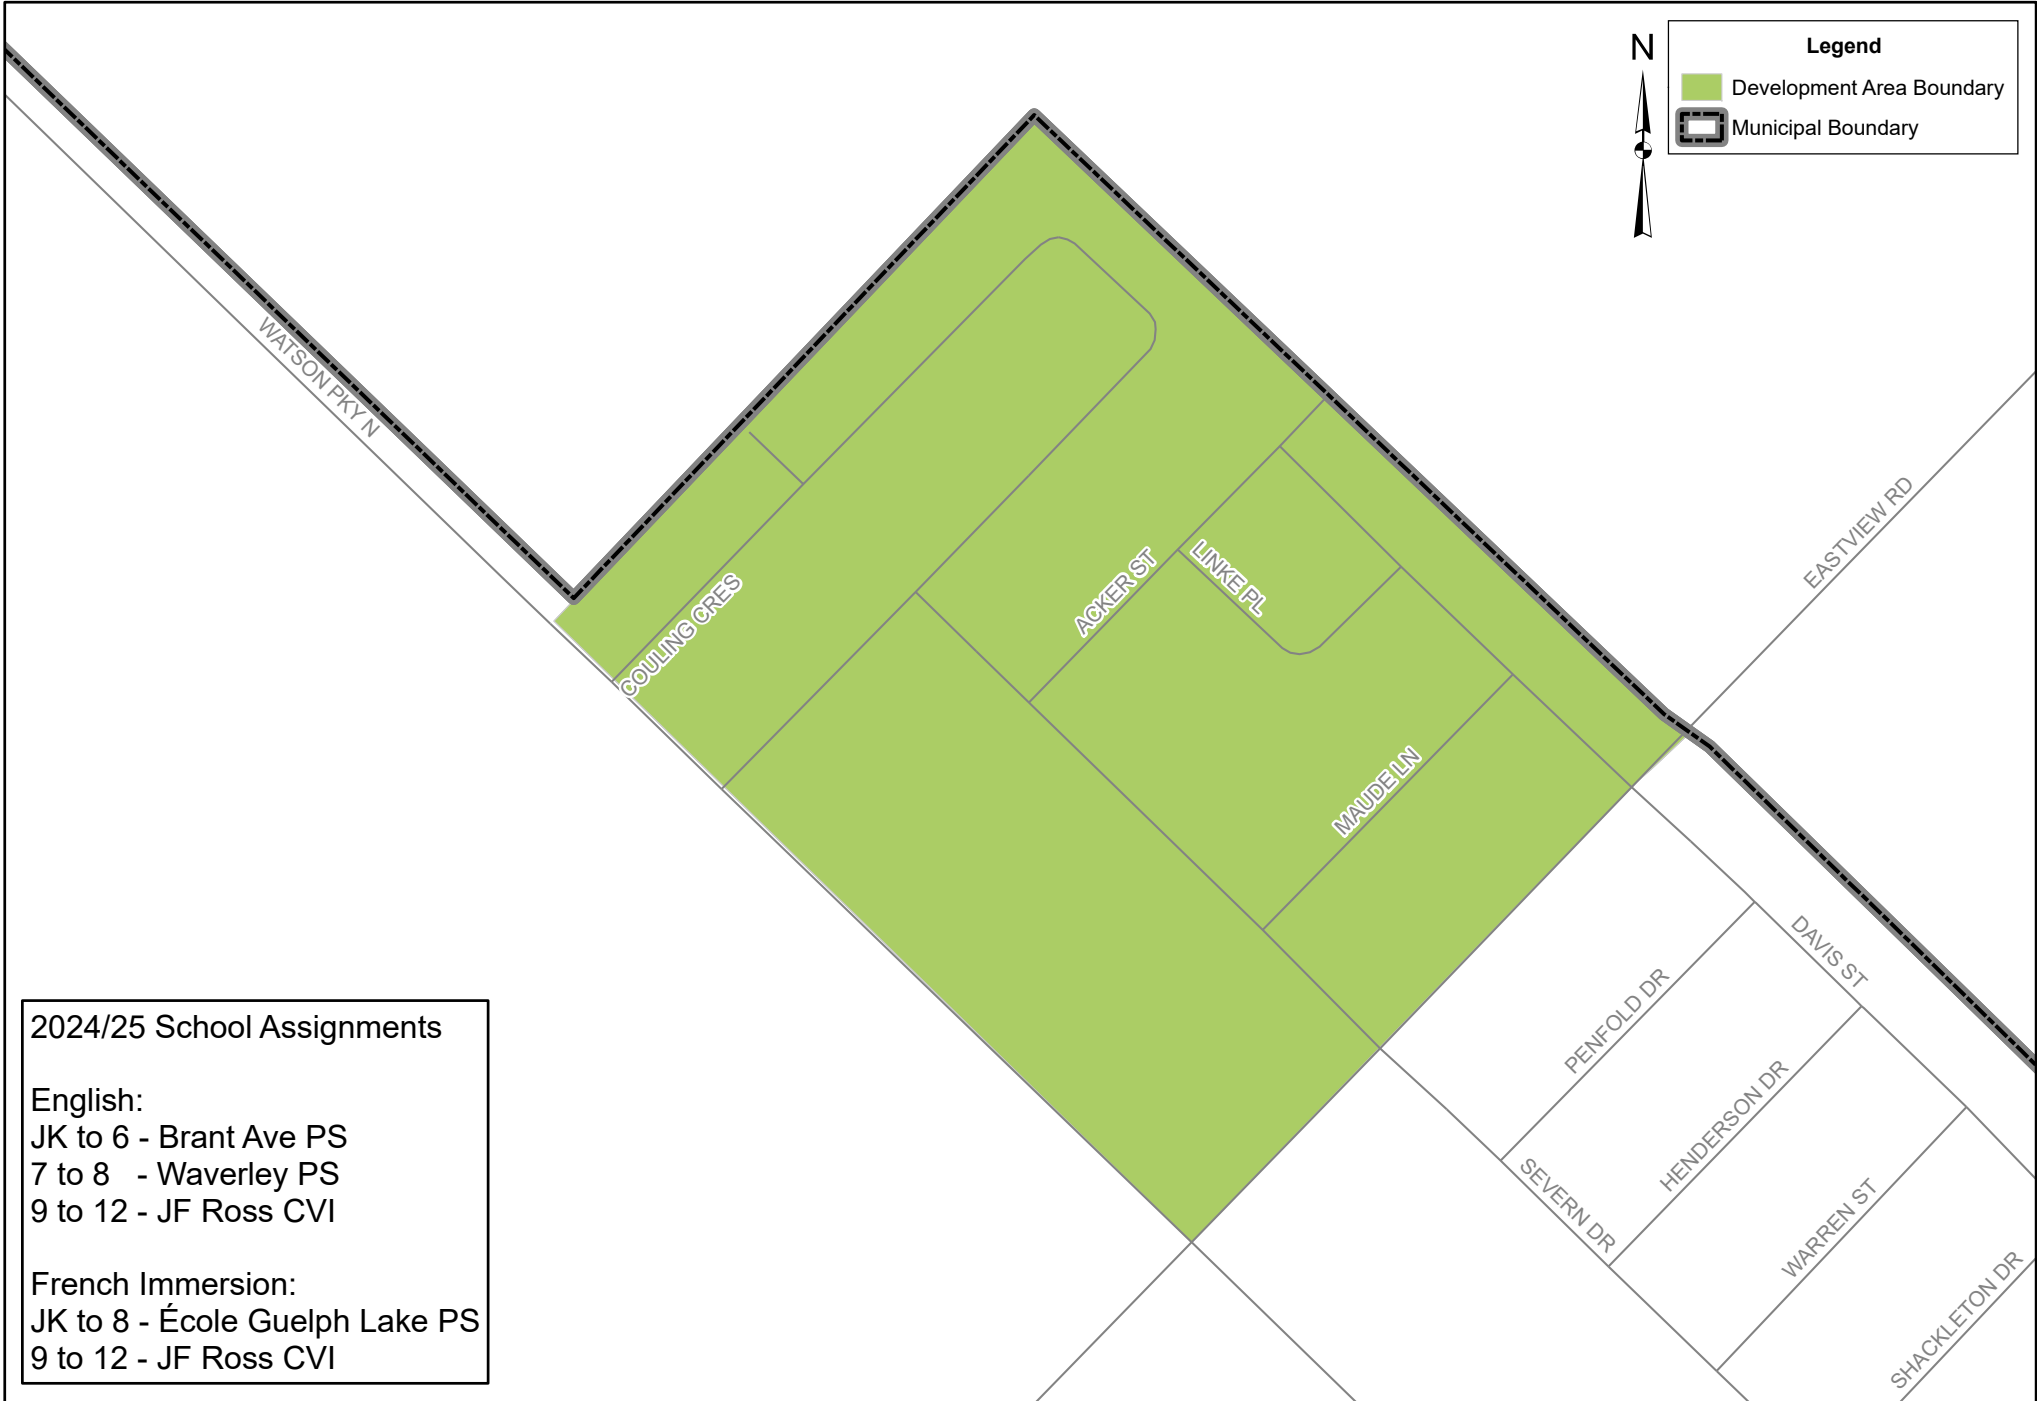 N
Legend
Development Area Boundary
Municipal Boundary
WATSON PKY N
EASTVIEW RD
COULING CRES
ACKER ST
LINKE PL
MAUDE LN
DAVIS ST
PENFOLD DR
HENDERSON DR
SEVERN DR
WARREN ST
SHACKLETON DR
2024/25 School Assignments
English:
JK to 6 - Brant Ave PS
7 to 8 - Waverley PS
9 to 12 - JF Ross CVI
French Immersion:
JK to 8 - École Guelph Lake PS
9 to 12 - JF Ross CVI